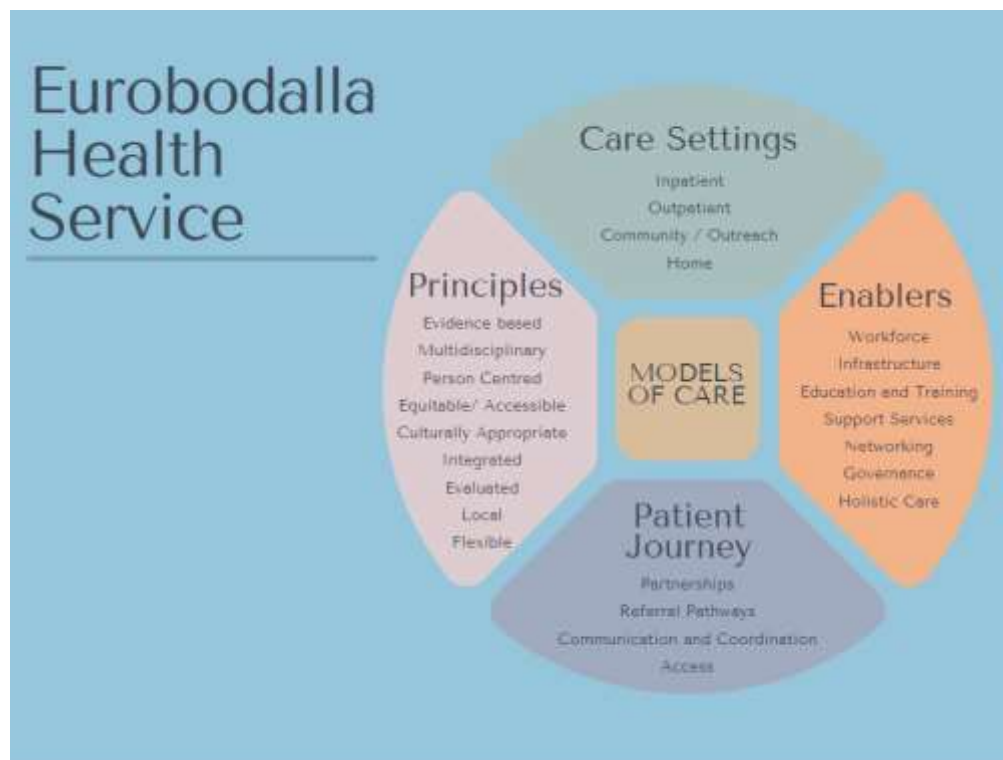 Eurobodalla
Health
Service
Care Settings
Inpatient
Outpatient
Community / Outreach
Home
Principles
Evidence based
Multidisciplinary
Person Centred
Equitable/ Accessible
Culturally Appropriate
Integrated
Evaluated
Local
Flexible
MODELS
OF CARE
Enablers
Workforce
Infrastructure
Education and Training
Support Services
Networking
Governance
Holistic Care
Patient
Journey
Partnerships
Referral Pathways
Communication and Coordination
Access